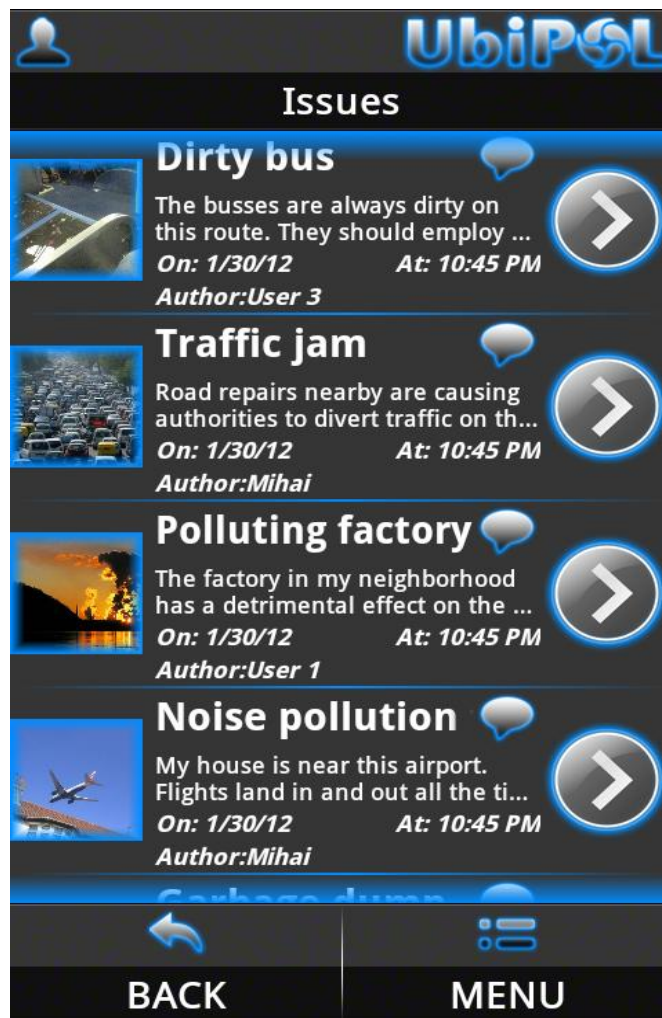 UbiPOL
Issues
Dirty bus
The busses are always dirty on
this route. They should employ ...
On: 1/30/12 At: 10:45 PM
Author:User 3
Traffic jam
Road repairs nearby are causing
authorities to divert traffic on th...
On: 1/30/12 At: 10:45 PM
Author:Mihai
Polluting factory
The factory in my neighborhood
has a detrimental effect on the ...
On: 1/30/12 At: 10:45 PM
Author:User 1
Noise pollution
My house is near this airport.
Flights land in and out all the ti...
On: 1/30/12 At: 10:45 PM
Author:Mihai
Garbage dump
BACK MENU